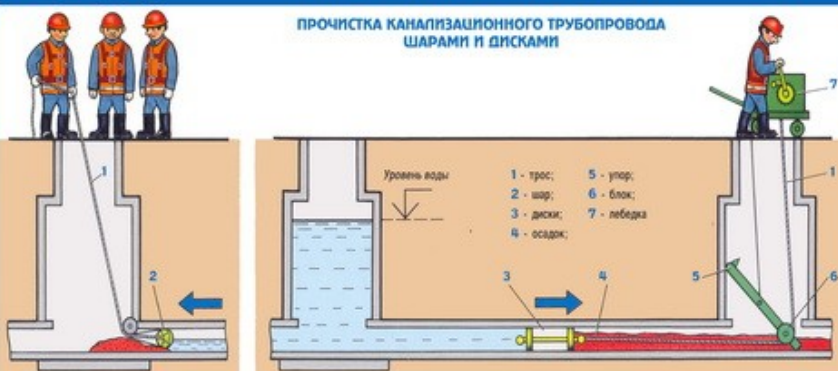 ПРОЧИСТКА КАНАЛИЗАЦИОННОГО ТРУБОПРОВОДА
ШАРАМИ И ДИСКАМИ
7
1
Уровень воды
1 - трос;
2 - шар;
3 - диски;
4 - осадок;
5 - упор;
6 - блок;
7 - лебедка
1
2
3
4
5
6